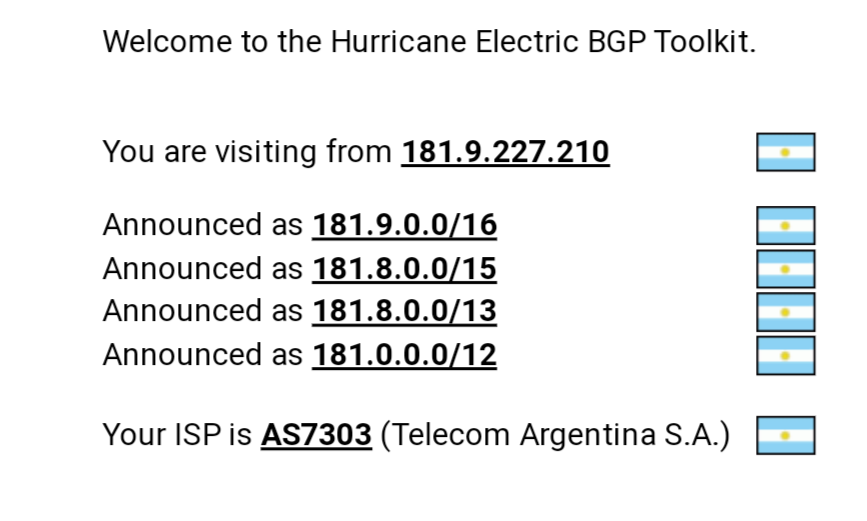 Welcome to the Hurricane Electric BGP Toolkit.
You are visiting from 181.9.227.210
Announced as 181.9.0.0/16
Announced as 181.8.0.0/15
Announced as 181.8.0.0/13
Announced as 181.0.0.0/12
Your ISP is AS7303 (Telecom Argentina S.A.)